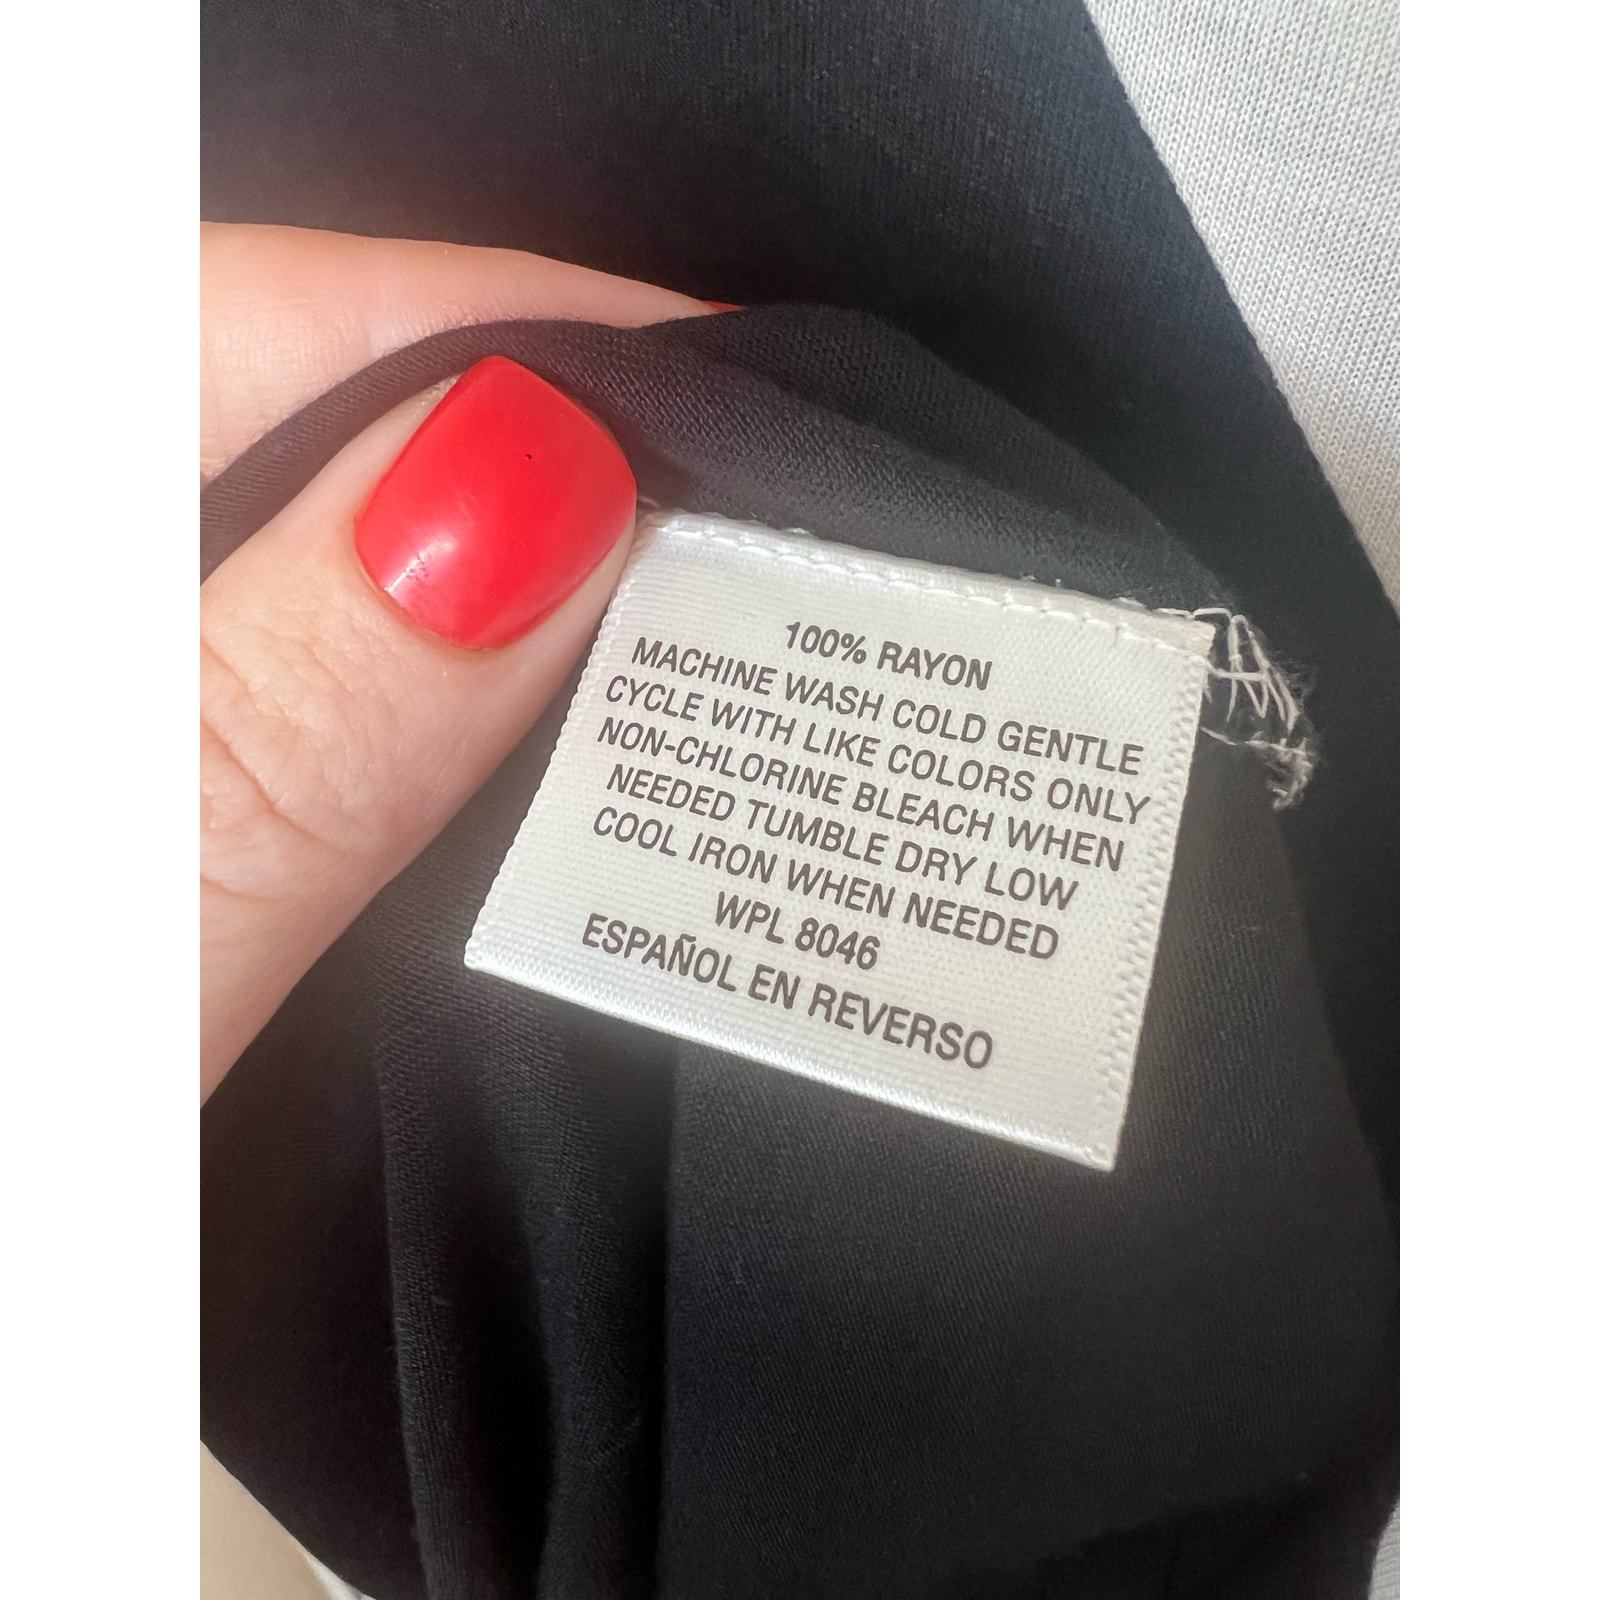 100% RAYON
MACHINE WASH COLD GENTLE
CYCLE WITH LIKE COLORS ONLY
NON-CHLORINE BLEACH WHEN
NEEDED TUMBLE DRY LOW
COOL IRON WHEN NEEDED
WPL 8046
ESPAÑOL EN REVERSO